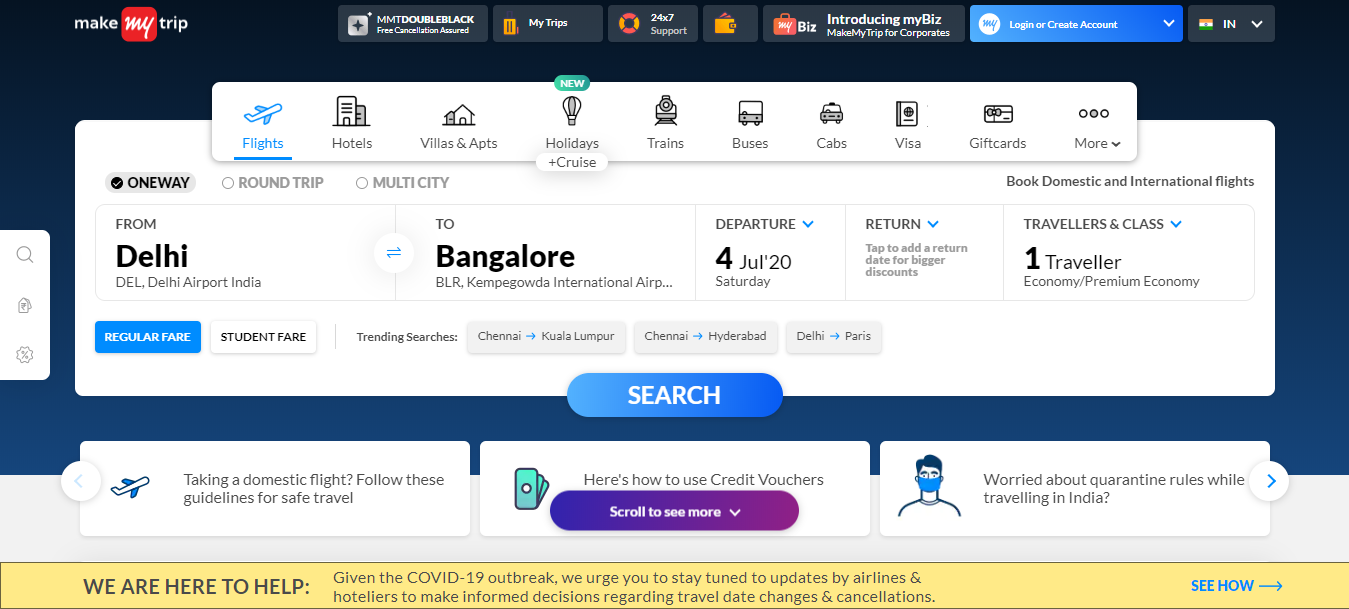 make my trip
MMTDOUBLEBLACK
Free Cancellation Assured
My Trips
24x7
Support
my Biz
Introducing myBiz
MakeMyTrip for Corporates
my
Login or Create Account
IN
NEW
Flights
Hotels
Villas & Apts
Holidays
+Cruise
Trains
Buses
Cabs
Visa
Giftcards
More
ONEWAY
ROUND TRIP
MULTI CITY
Book Domestic and International flights
FROM
Delhi
DEL, Delhi Airport India
TO
Bangalore
BLR, Kempegowda International Airp...
DEPARTURE
4 Jul'20
Saturday
RETURN
Tap to add a return
date for bigger
discounts
TRAVELLERS & CLASS
1 Traveller
Economy/Premium Economy
REGULAR FARE
STUDENT FARE
Trending Searches:
Chennai → Kuala Lumpur
Chennai → Hyderabad
Delhi → Paris
SEARCH
Taking a domestic flight? Follow these
guidelines for safe travel
Here's how to use Credit Vouchers
Worried about quarantine rules while
travelling in India?
Scroll to see more
WE ARE HERE TO HELP:
Given the COVID-19 outbreak, we urge you to stay tuned to updates by airlines &
hoteliers to make informed decisions regarding travel date changes & cancellations.
SEE HOW